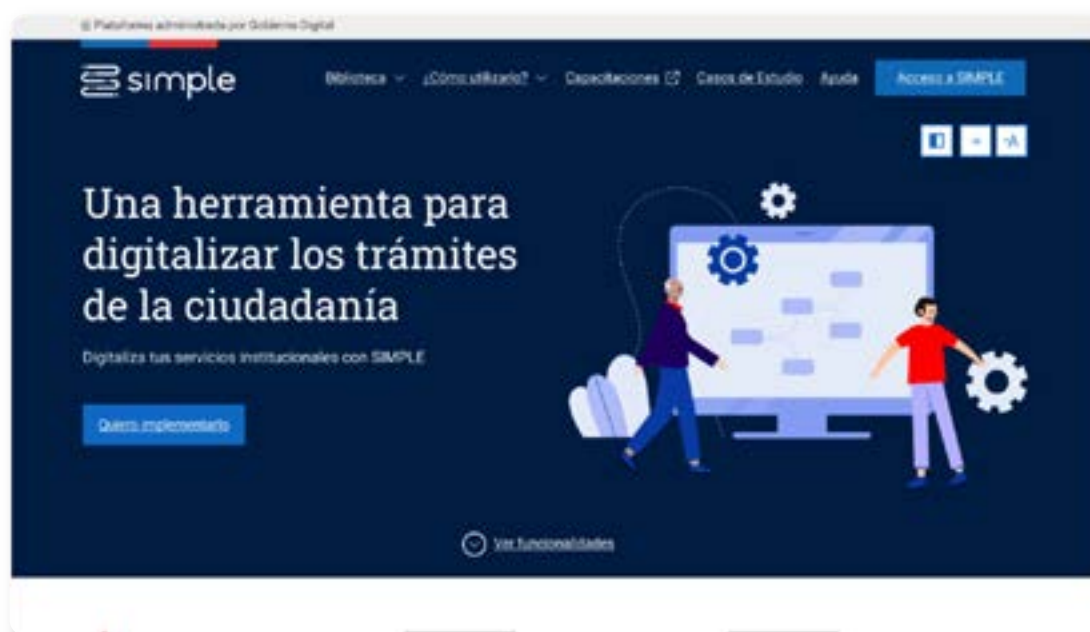 Plataforma administrada por Gobierno Digital
simple
Biblioteca
¿Cómo utilizarlo?
Capacitaciones
Casos de Estudio
Ayuda
Acceso a SIMPLE
-A
Una herramienta para
digitalizar los trámites
de la ciudadanía
Digitaliza tus servicios institucionales con SIMPLE
Quiero implementarlo
Ver funcionalidades